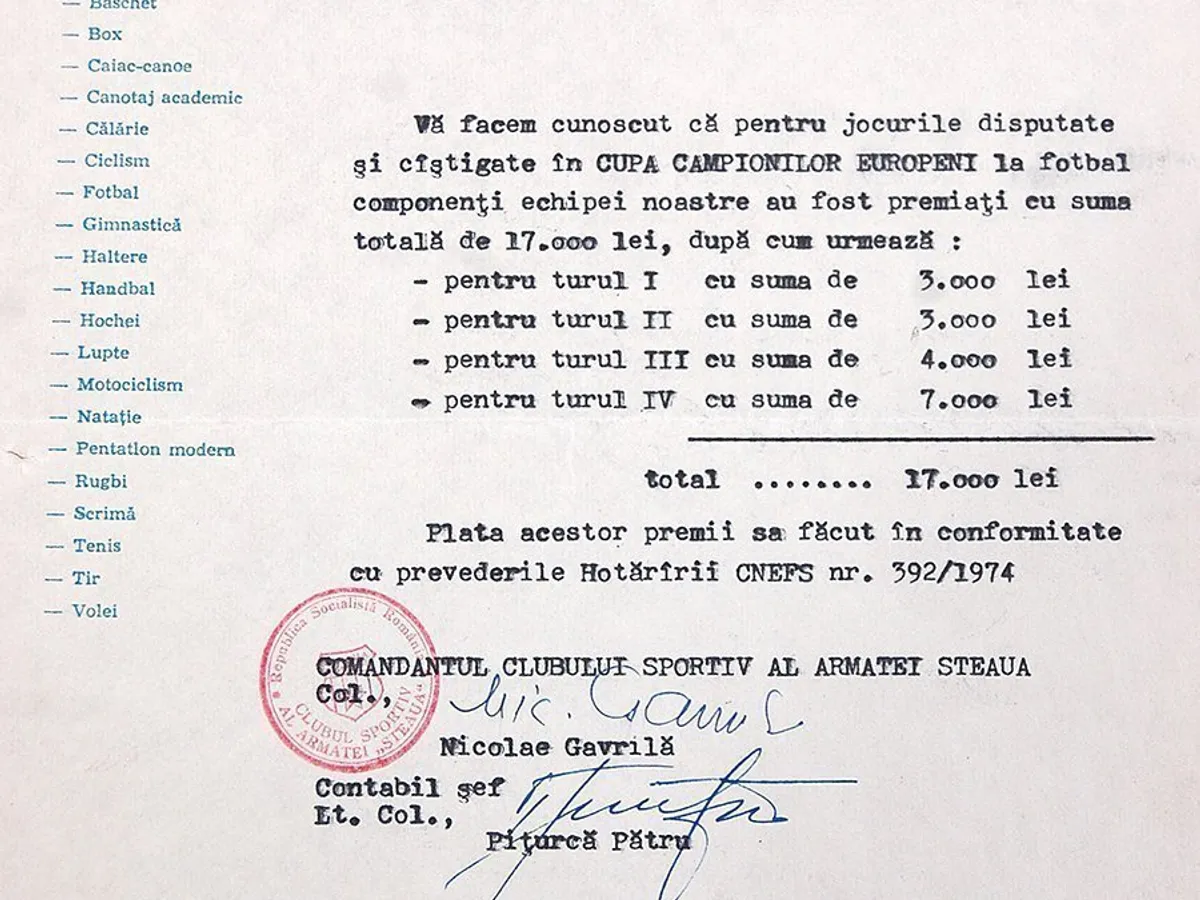 — Baschet
— Box
— Caiac-canoe
— Canotaj academic
— Călărie
— Ciclism
— Fotbal
— Gimnastică
— Haltere
— Handbal
— Hochei
— Lupte
— Motociclism
— Natație
— Pentatlon modern
— Rugbi
— Scrimă
— Tenis
— Tir
— Volei
Vă facem cunoscut că pentru jocurile disputate
şi cîştigate în CUPA CAMPIONILOR EUROPENI la fotbal
componenţi echipei noastre au fost premiaţi cu suma
totală de 17.000 lei, după cum urmează :
- pentru turul I cu suma de 3.000 lei
- pentru turul II cu suma de 3.000 lei
- pentru turul III cu suma de 4.000 lei
- pentru turul IV cu suma de 7.000 lei
total ........ 17.000 lei
Plata acestor premii sa făcut în conformitate
cu prevederile Hotărîrii CNEFS nr. 392/1974
Republica Socialistă România
CLUBUL SPORTIV
AL ARMATEI „STEAUA"
COMANDANTUL CLUBULUI SPORTIV AL ARMATEI STEAUA
Col.,
Nicolae Gavrilă
Contabil şef
Lt. Col.,
Piţurcă Pătru